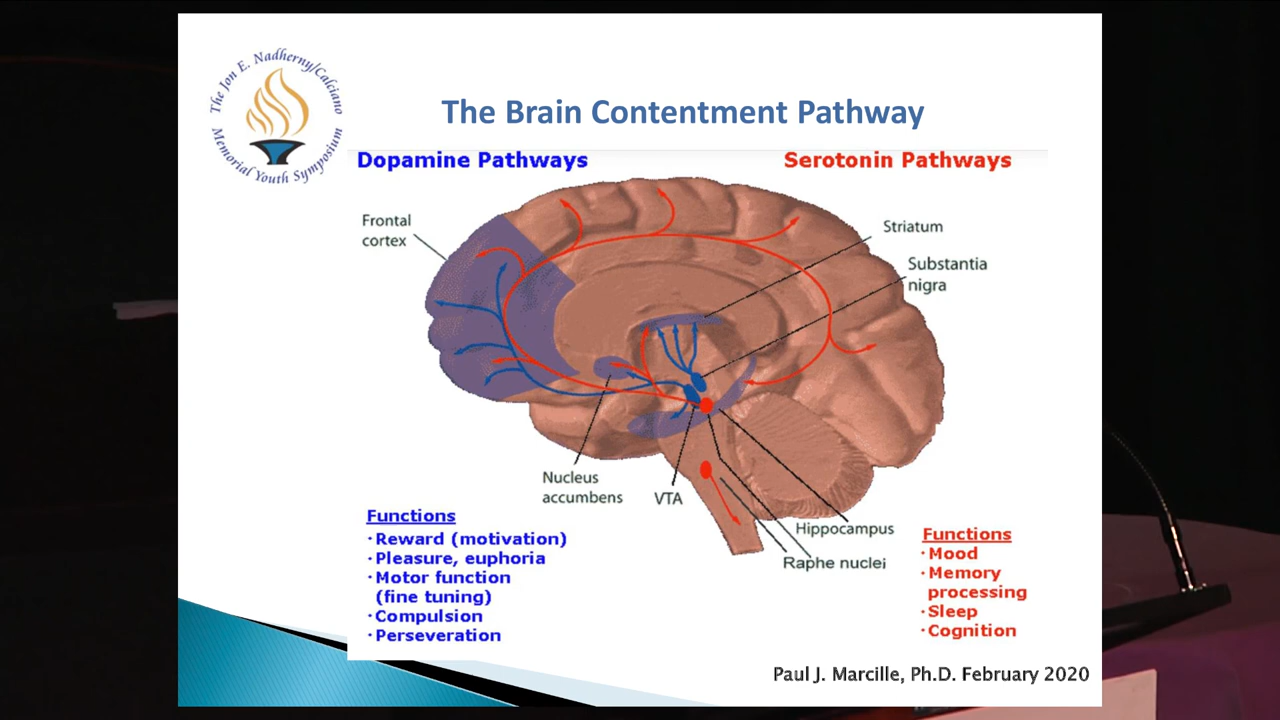 The Jon E. Nadherny/Calciano
Memorial Youth Symposium
The Brain Contentment Pathway
Dopamine Pathways
Serotonin Pathways
Frontal
cortex
Striatum
Substantia
nigra
Nucleus
accumbens
VTA
Hippocampus
Raphe nuclei
Functions
· Reward (motivation)
· Pleasure, euphoria
· Motor function
(fine tuning)
· Compulsion
· Perseveration
Functions
· Mood
· Memory
processing
· Sleep
· Cognition
Paul J. Marcille, Ph.D. February 2020